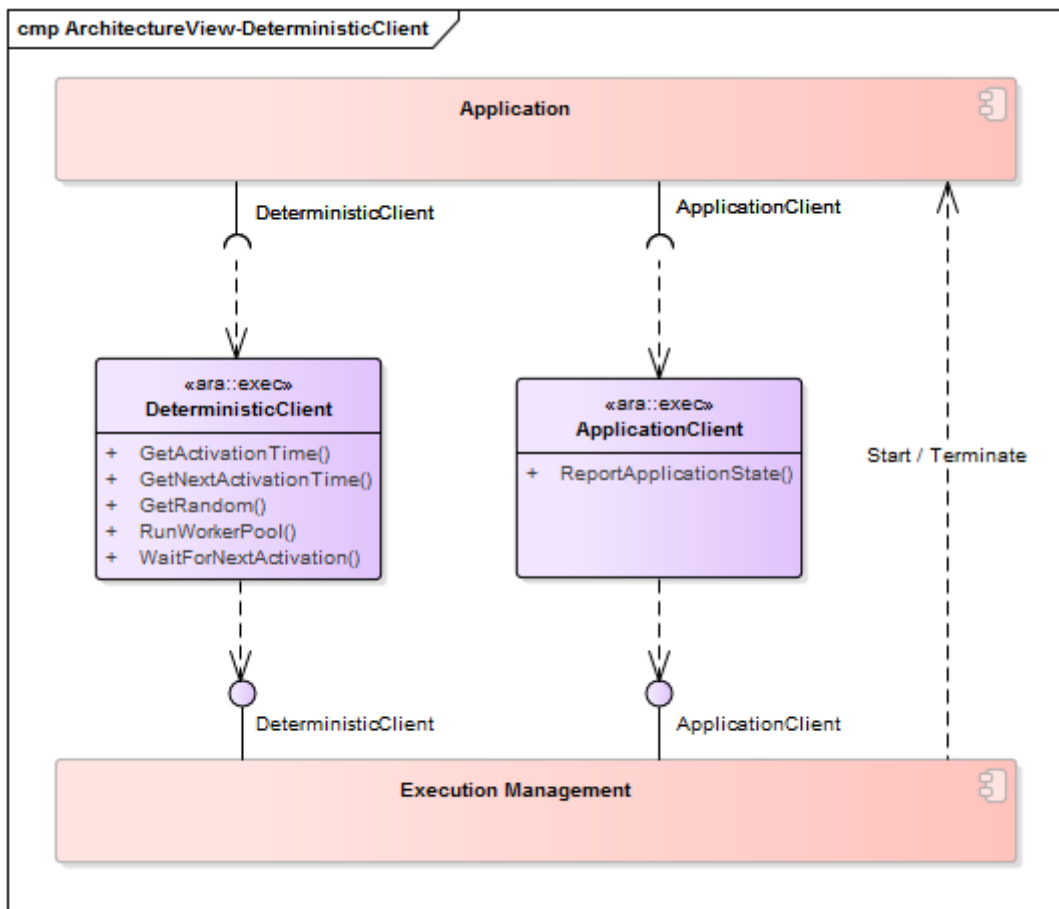 cmp ArchitectureView-DeterministicClient
Application
DeterministicClient
ApplicationClient
«ara::exec»
DeterministicClient
+ GetActivationTime()
+ GetNextActivationTime()
+ GetRandom()
+ RunWorkerPool()
+ WaitForNextActivation()
«ara::exec»
ApplicationClient
+ ReportApplicationState()
Start / Terminate
DeterministicClient
ApplicationClient
Execution Management